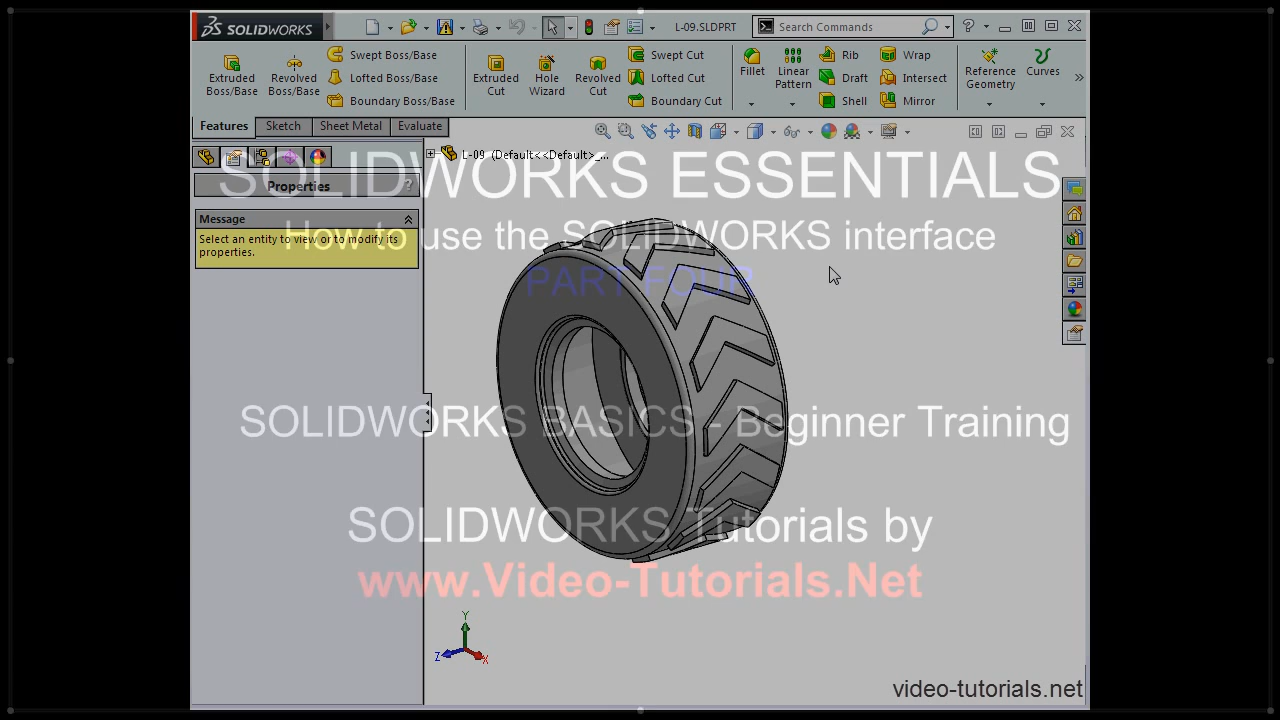 SOLIDWORKS
L-09.SLDPRT
Search Commands
Extruded Boss/Base
Revolved Boss/Base
Swept Boss/Base
Lofted Boss/Base
Boundary Boss/Base
Extruded Cut
Hole Wizard
Revolved Cut
Swept Cut
Lofted Cut
Boundary Cut
Fillet
Linear Pattern
Rib
Draft
Shell
Wrap
Intersect
Mirror
Reference Geometry
Curves
Features
Sketch
Sheet Metal
Evaluate
L-09 (Default<<Default>_...
SOLIDWORKS ESSENTIALS
Properties
Message
Select an entity to view or to modify its
properties.
How to use the SOLIDWORKS interface
PART FOUR
SOLIDWORKS BASICS - Beginner Training
SOLIDWORKS Tutorials by
www.Video-Tutorials.Net
Y
Z
X
video-tutorials.net